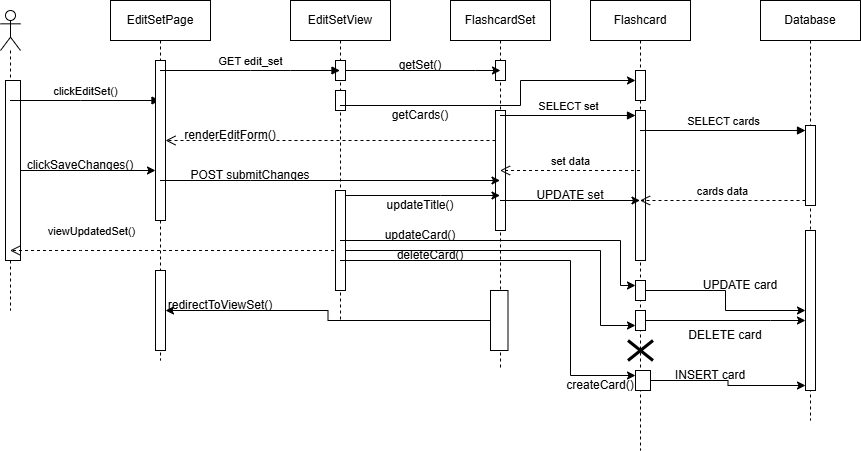 EditSetPage
EditSetView
FlashcardSet
Flashcard
Database
GET edit_set
getSet()
clickEditSet()
getCards()
SELECT set
SELECT cards
renderEditForm()
set data
clickSaveChanges()
POST submitChanges
updateTitle()
UPDATE set
cards data
viewUpdatedSet()
updateCard()
deleteCard()
UPDATE card
redirectToViewSet()
DELETE card
createCard()
INSERT card